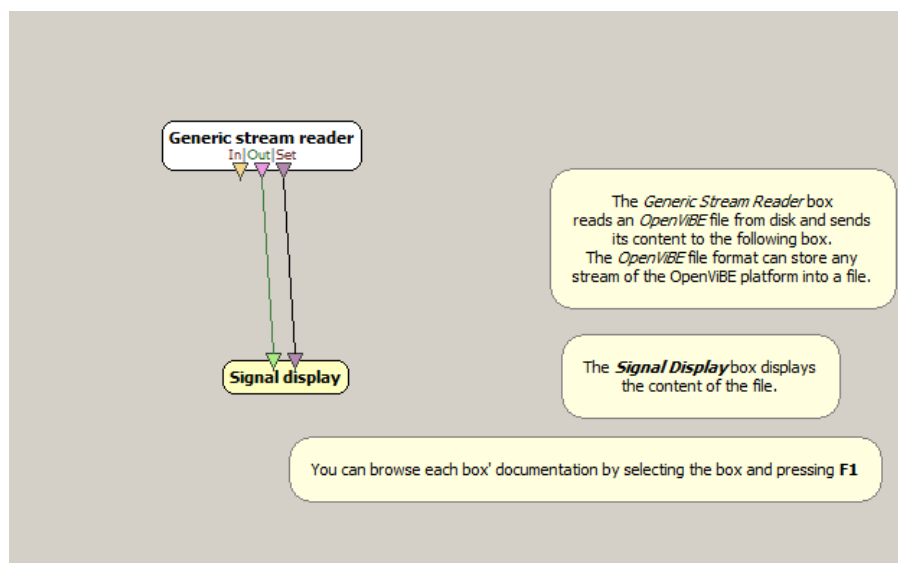 Generic stream reader
In|Out|Set
The Generic Stream Reader box
reads an OpenViBE file from disk and sends
its content to the following box.
The OpenViBE file format can store any
stream of the OpenViBE platform into a file.
The Signal Display box displays
the content of the file.
Signal display
You can browse each box' documentation by selecting the box and pressing F1